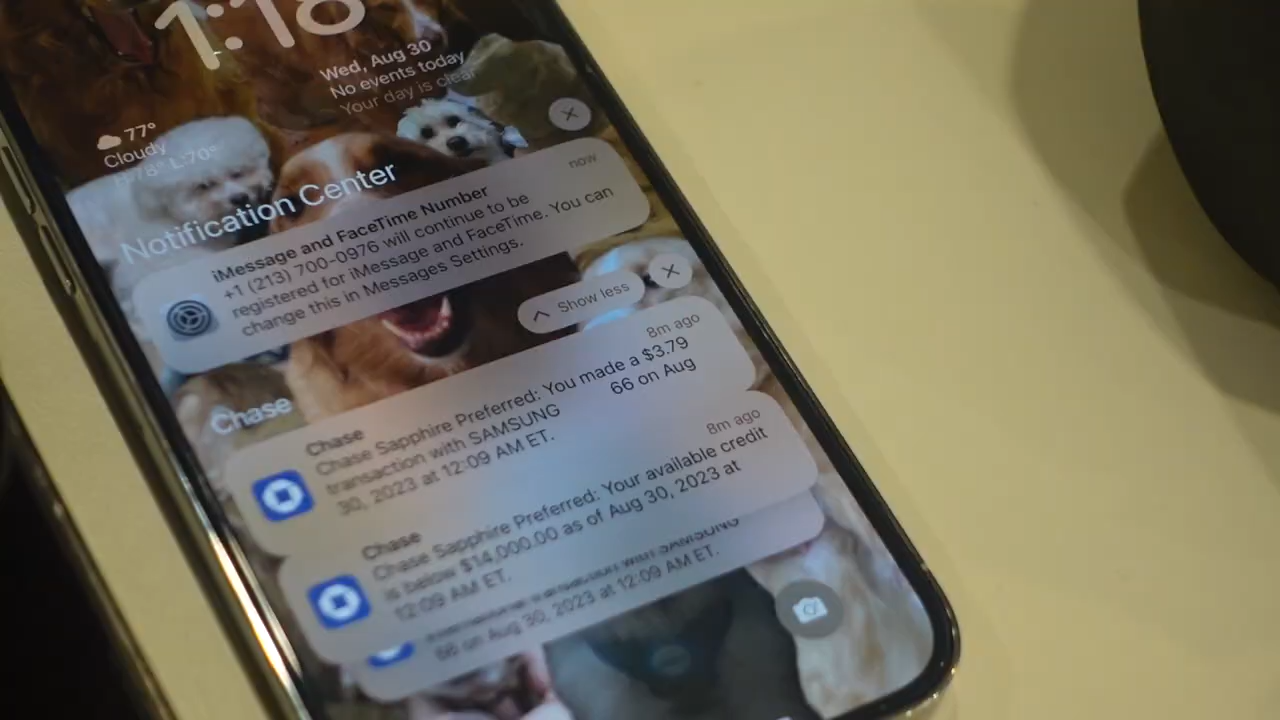 1:18
Wed, Aug 30
No events today
Your day is clear
77°
Cloudy
H:78° L:70°
Notification Center
iMessage and FaceTime Number
now
+1 (213) 700-0976 will continue to be
registered for iMessage and FaceTime. You can
change this in Messages Settings.
Show less
Chase
Chase
8m ago
Chase Sapphire Preferred: You made a $3.79
transaction with SAMSUNG 66 on Aug
30, 2023 at 12:09 AM ET.
Chase
8m ago
Chase Sapphire Preferred: Your available credit
is below $14,000.00 as of Aug 30, 2023 at
12:09 AM ET.
transaction with SAMSUNG
66 on Aug 30, 2023 at 12:09 AM ET.